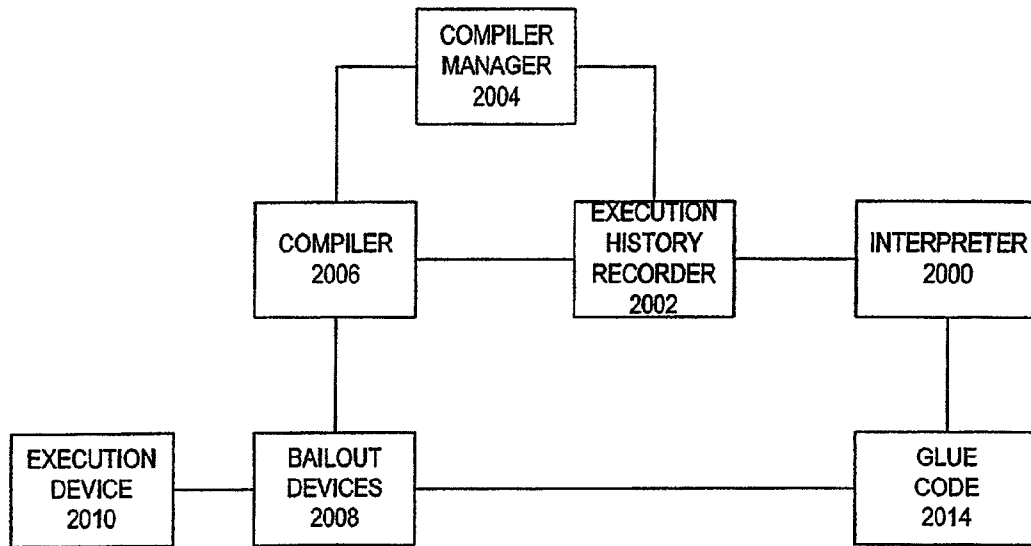 COMPILER
MANAGER
2004
COMPILER
2006
EXECUTION
HISTORY
RECORDER
2002
INTERPRETER
2000
EXECUTION
DEVICE
2010
BAILOUT
DEVICES
2008
GLUE
CODE
2014